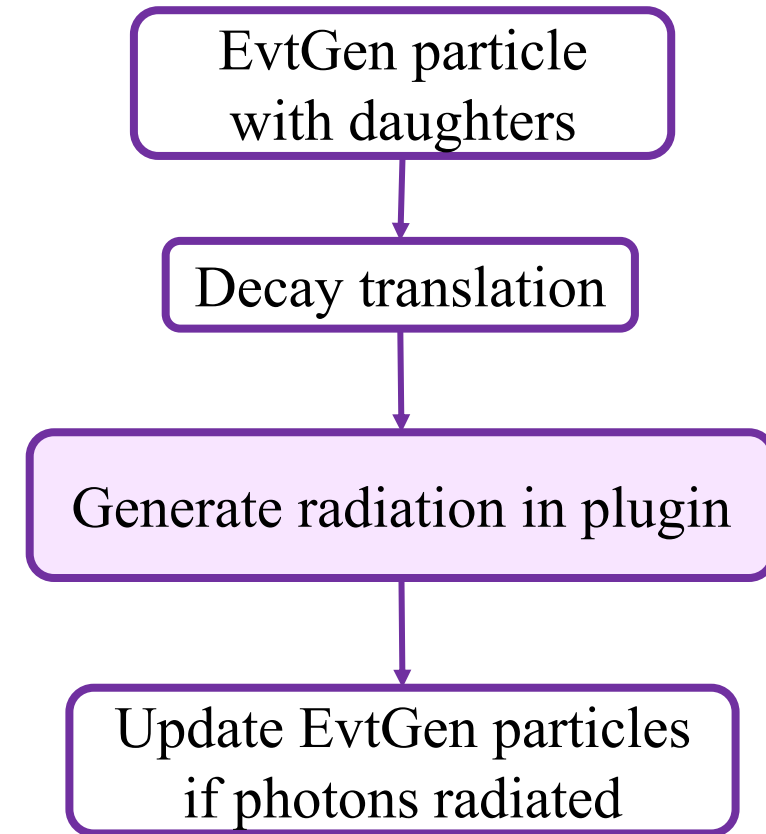 EvtGen particle
with daughters
Decay translation
Generate radiation in plugin
Update EvtGen particles
if photons radiated